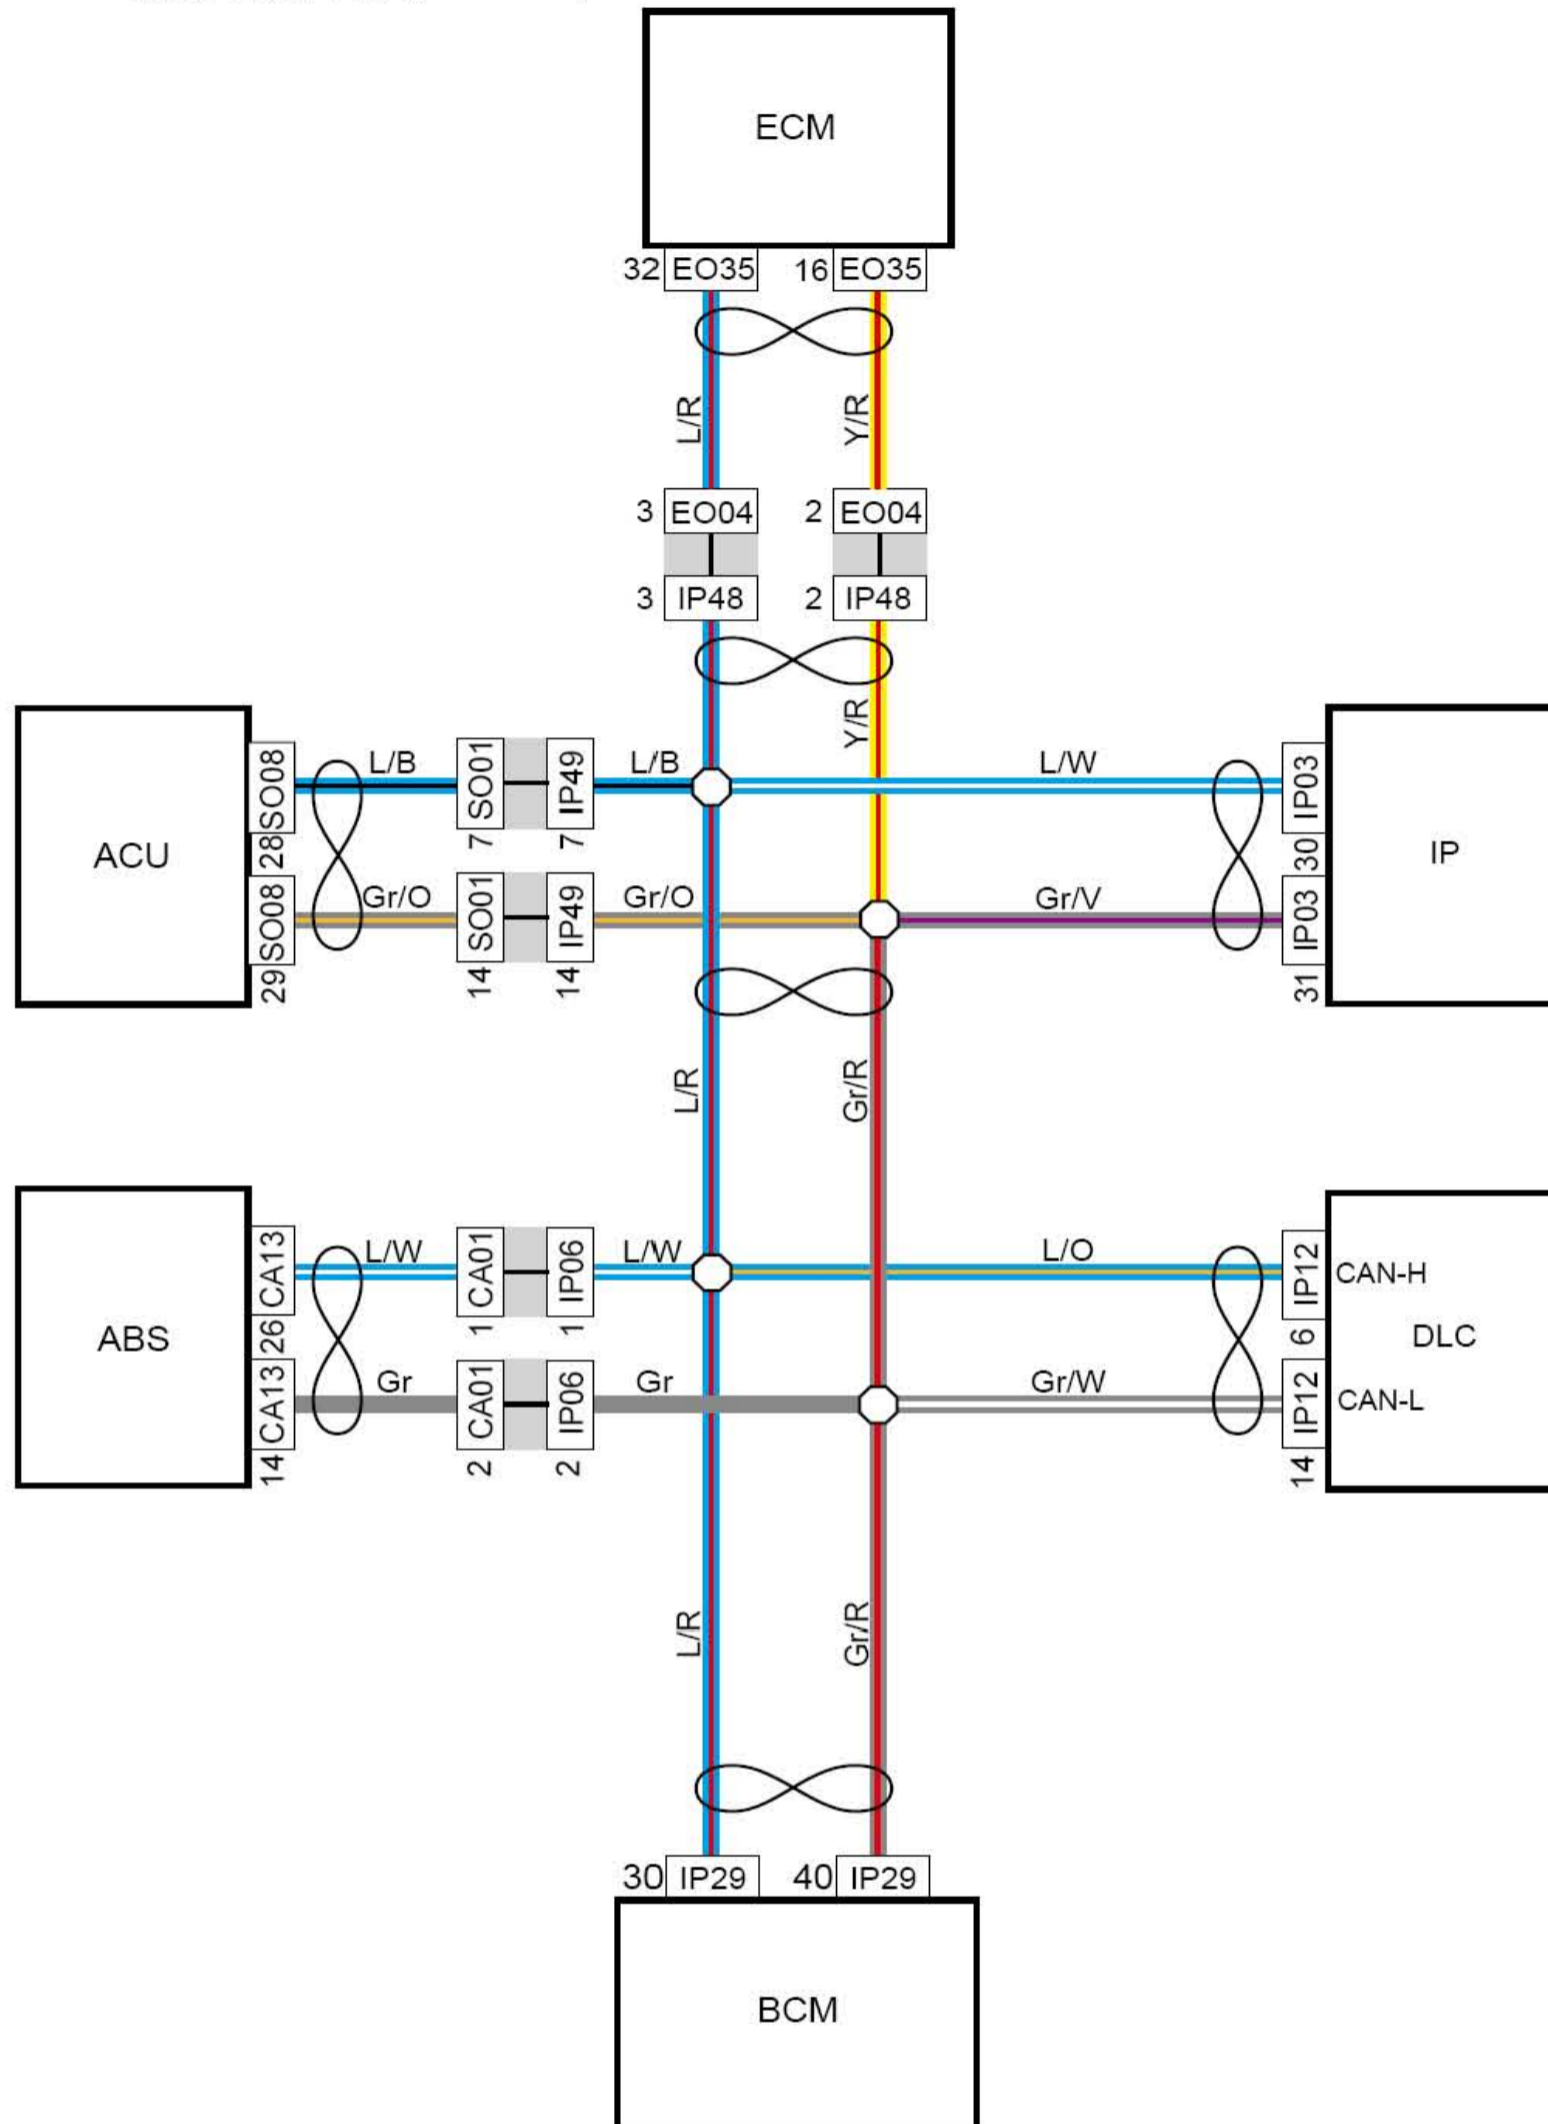 ECM
32 EO35 16 EO35
L/R Y/R
3 EO04 2 EO04
3 IP48 2 IP48
Y/R
ACU
SO08 L/B SO01 IP49 L/B L/W IP03
28 7 7 30
IP
SO08 Gr/O SO01 IP49 Gr/O Gr/V IP03
29 14 14 31
L/R Gr/R
ABS
CA13 L/W CA01 IP06 L/W L/O IP12 CAN-H
26 1 1 6
DLC
CA13 Gr CA01 IP06 Gr Gr/W IP12 CAN-L
14 2 2 14
L/R Gr/R
30 IP29 40 IP29
BCM